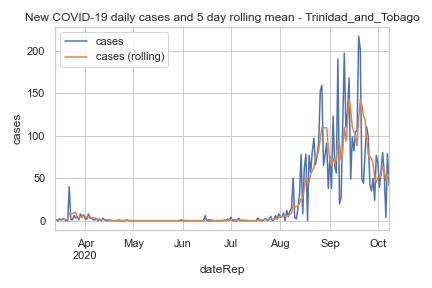 New COVID-19 daily cases and 5 day rolling mean - Trinidad_and_Tobago
cases
cases (rolling)
200
150
100
50
0
cases
Apr
2020
May
Jun
Jul
Aug
Sep
Oct
dateRep